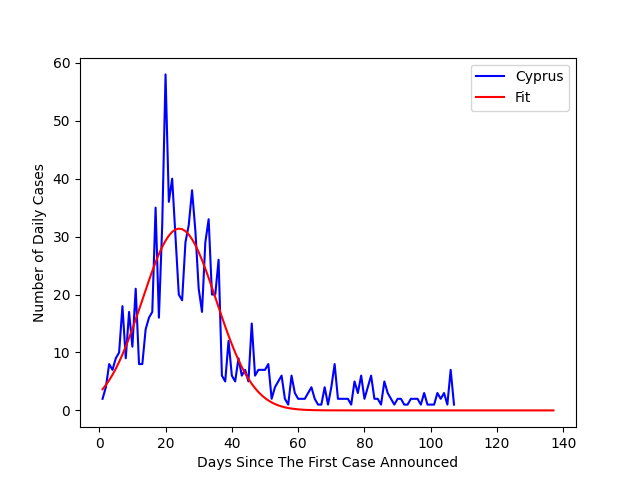 Cyprus
Fit
60
50
40
30
20
10
0
Number of Daily Cases
0 20 40 60 80 100 120 140
Days Since The First Case Announced